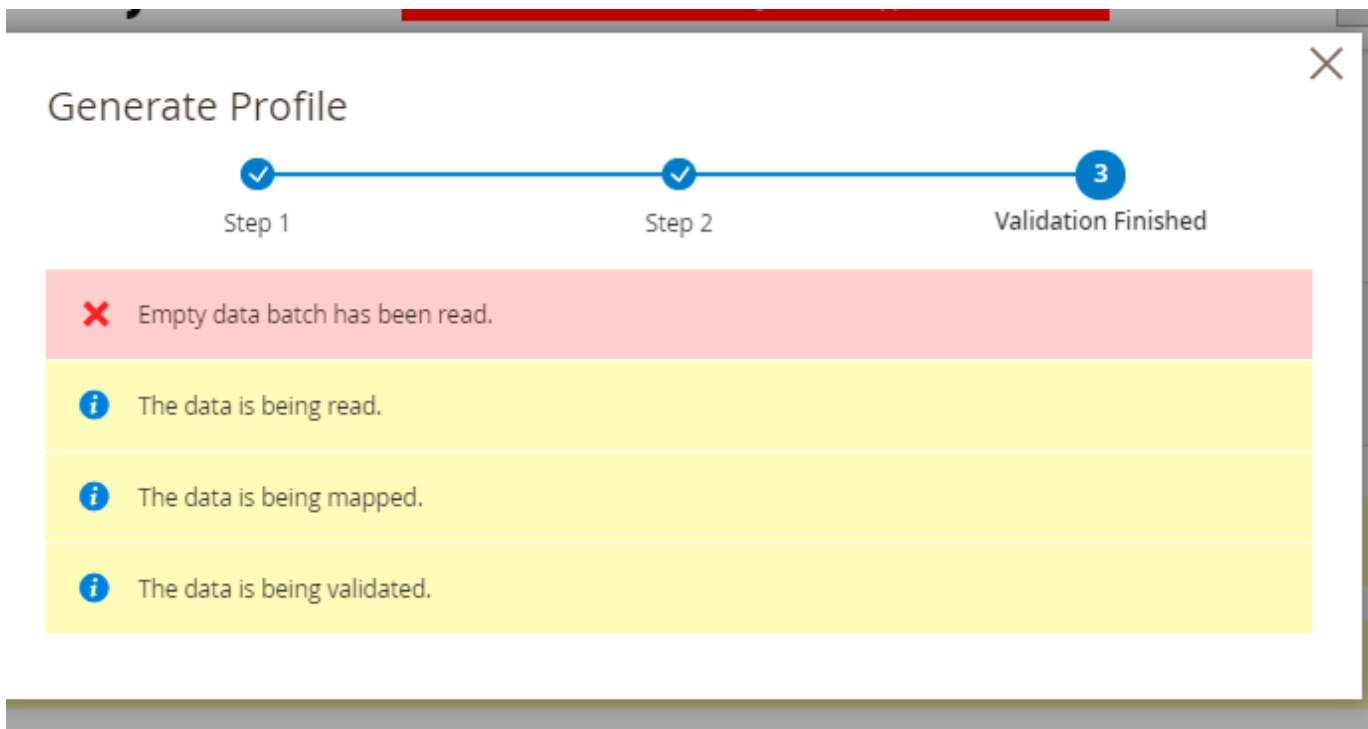 Generate Profile
3
Step 1
Step 2
Validation Finished
Empty data batch has been read.
The data is being read.
The data is being mapped.
The data is being validated.